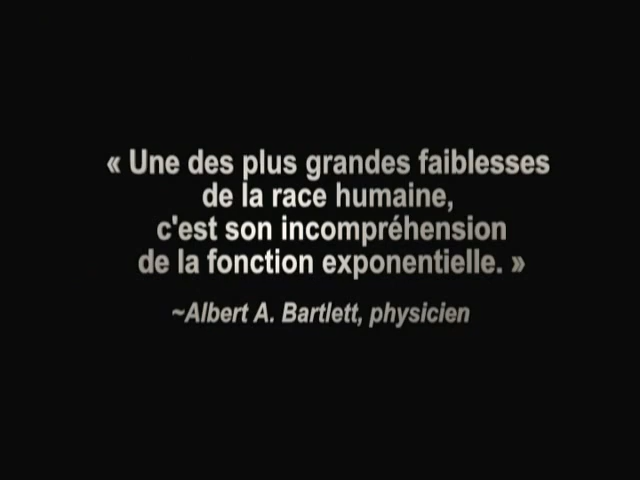 « Une des plus grandes faiblesses
de la race humaine,
c'est son incompréhension
de la fonction exponentielle. »
~Albert A. Bartlett, physicien